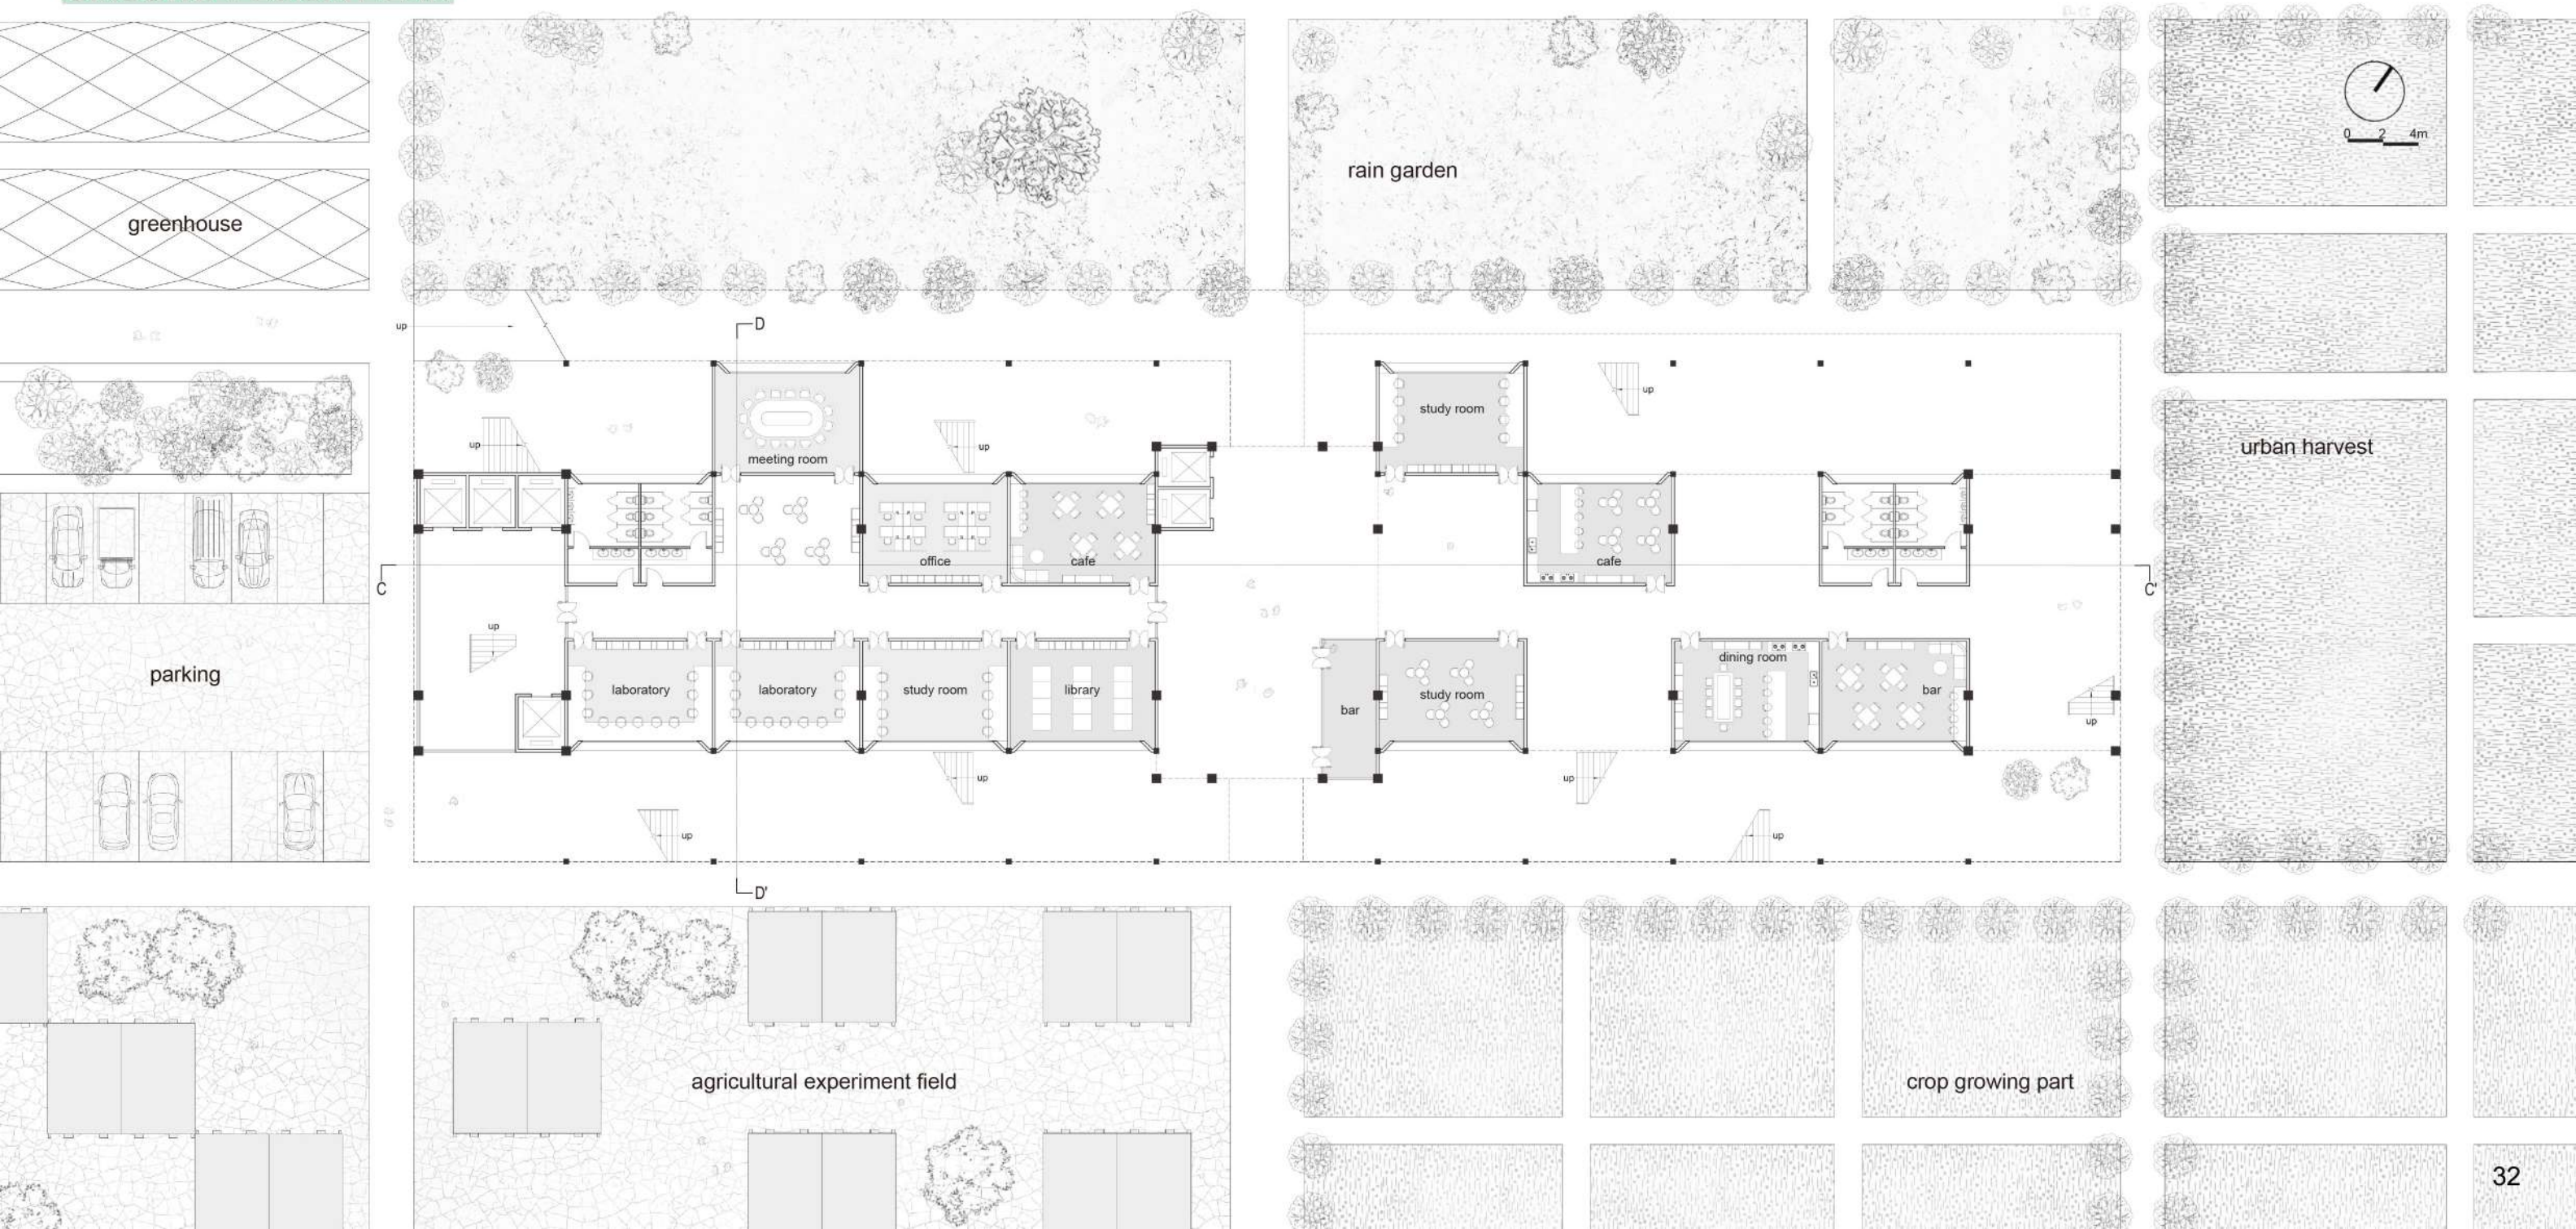 0 2 4m
rain garden
greenhouse
up
D
study room
up
up
up
meeting room
urban harvest
office
cafe
cafe
C
C'
up
parking
laboratory
laboratory
study room
library
bar
study room
dining room
bar
up
up
up
up
up
D'
agricultural experiment field
crop growing part
32